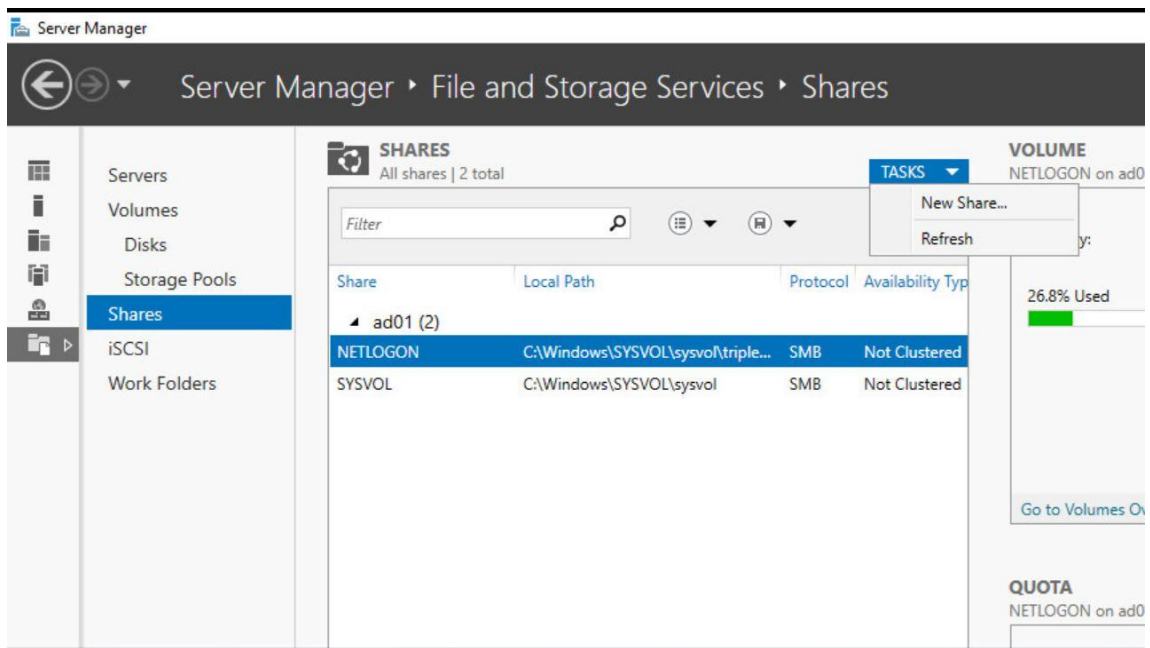 Server Manager
Server Manager ‣ File and Storage Services ‣ Shares
Servers
Volumes
Disks
Storage Pools
Shares
iSCSI
Work Folders
SHARES
All shares | 2 total
TASKS
New Share...
Refresh
Filter
Share Local Path Protocol Availability Typ
ad01 (2)
NETLOGON C:\Windows\SYSVOL\sysvol\triple... SMB Not Clustered
SYSVOL C:\Windows\SYSVOL\sysvol SMB Not Clustered
VOLUME
NETLOGON on ad0
y:
26.8% Used
Go to Volumes Ov
QUOTA
NETLOGON on ad0